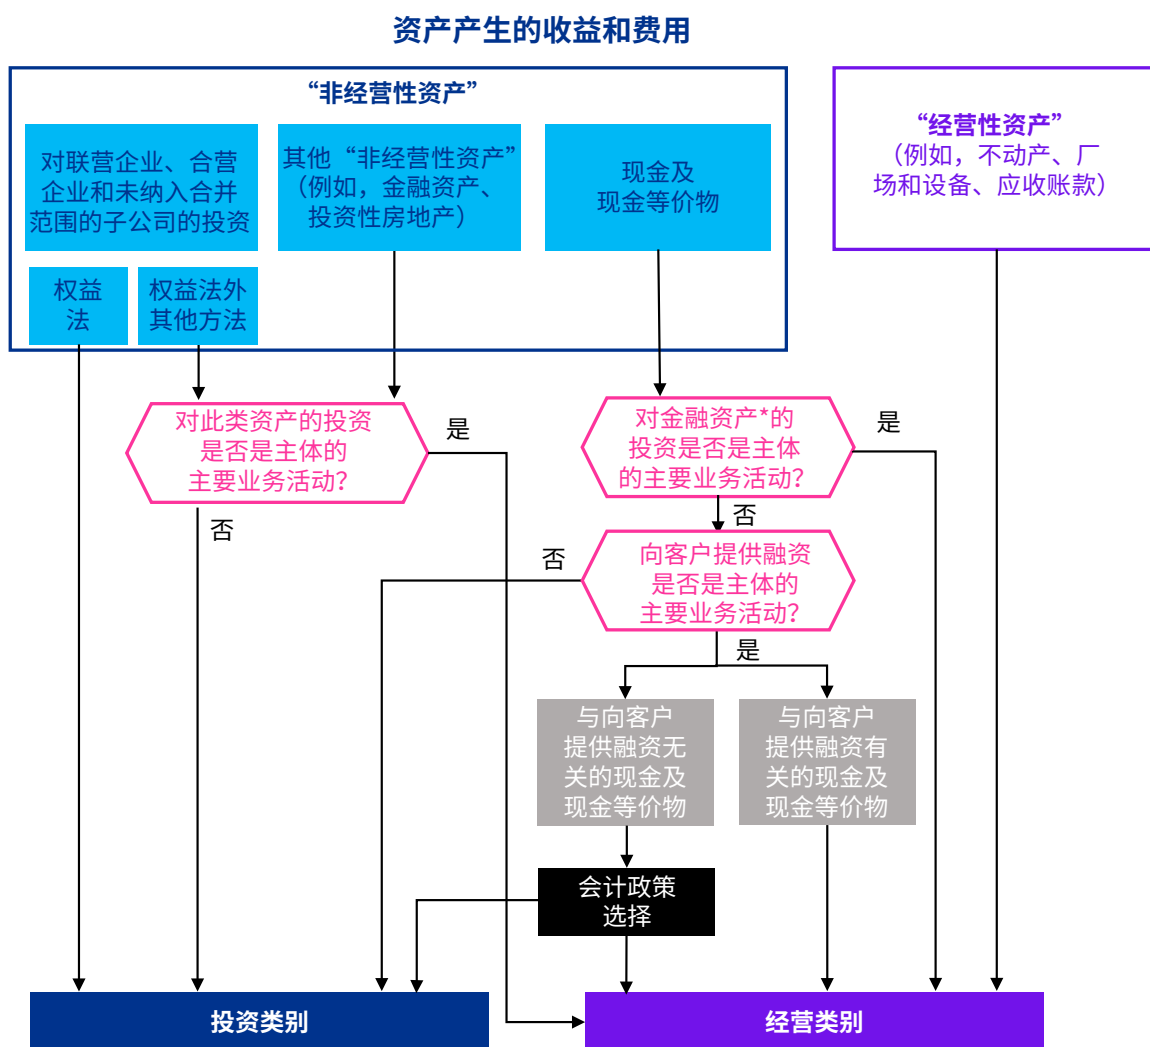 资产产生的收益和费用
“非经营性资产”
对联营企业、合营
企业和未纳入合并
范围的子公司的投资
其他“非经营性资产”
（例如，金融资产、
投资性房地产）
现金及
现金等价物
“经营性资产”
（例如，不动产、厂
场和设备、应收账款）
权益
法
权益法外
其他方法
对此类资产的投资
是否是主体的
主要业务活动？
是
否
对金融资产*的
投资是否是主体
的主要业务活动？
是
否
向客户提供融资
是否是主体的
主要业务活动？
否
是
与向客户
提供融资无
关的现金及
现金等价物
与向客户
提供融资有
关的现金及
现金等价物
会计政策
选择
投资类别
经营类别